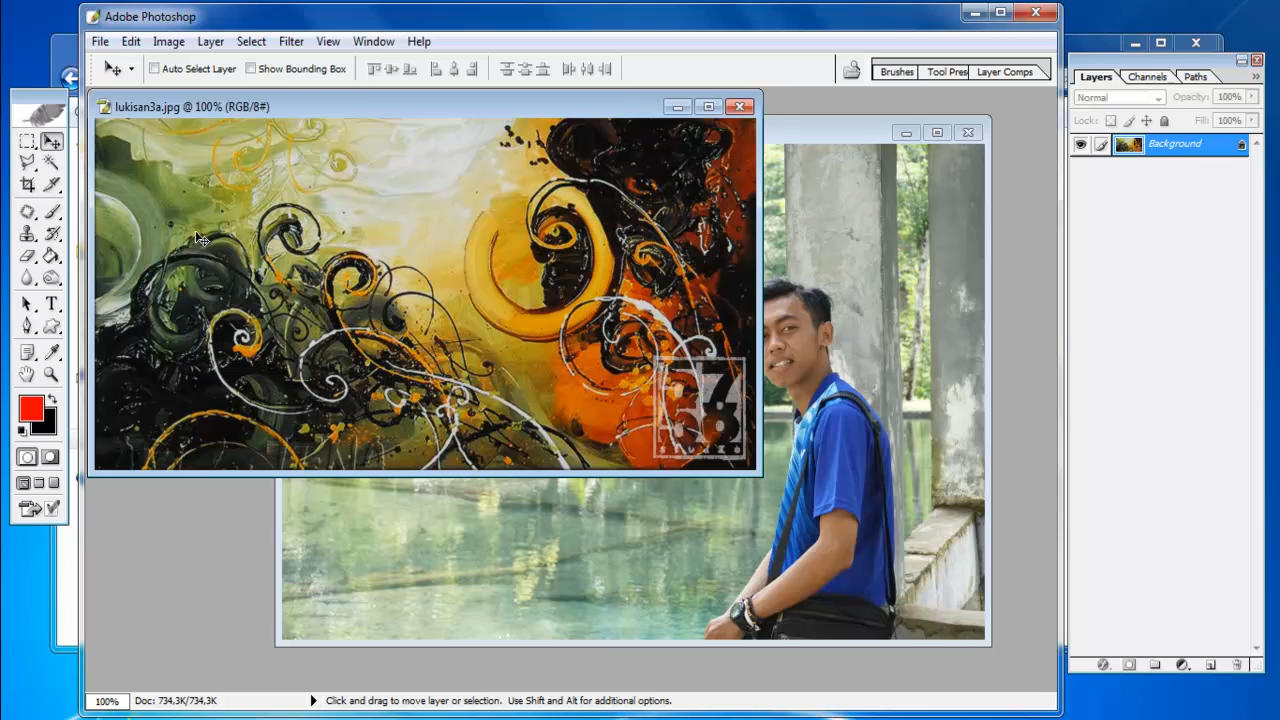 Adobe Photoshop
File Edit Image Layer Select Filter View Window Help
Auto Select Layer Show Bounding Box
Brushes Tool Pres Layer Comps
lukisan3a.jpg @ 100% (RGB/8#)
Layers Channels Paths
Normal Opacity: 100%
Lock: Fill: 100%
Background
T
100% Doc: 734,3K/734,3K Click and drag to move layer or selection. Use Shift and Alt for additional options.